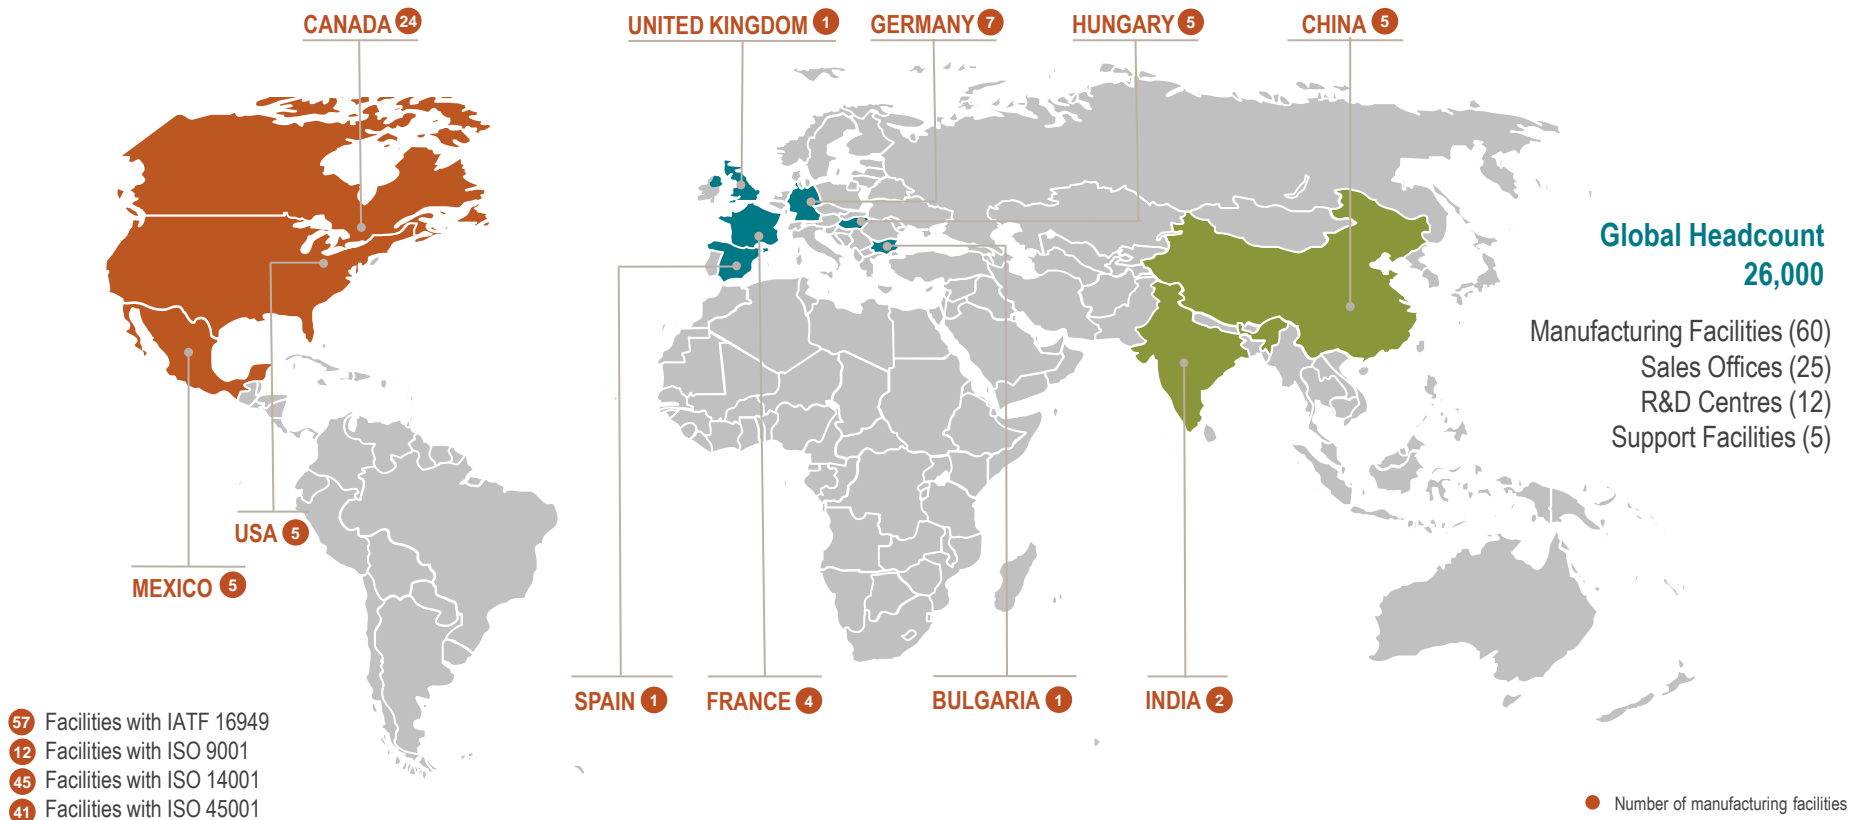 CANADA 24
UNITED KINGDOM 1
GERMANY 7
HUNGARY 5
CHINA 5
Global Headcount
26,000
Manufacturing Facilities (60)
Sales Offices (25)
R&D Centres (12)
Support Facilities (5)
USA 5
MEXICO 5
SPAIN 1
FRANCE 4
BULGARIA 1
INDIA 2
57 Facilities with IATF 16949
12 Facilities with ISO 9001
45 Facilities with ISO 14001
41 Facilities with ISO 45001
Number of manufacturing facilities